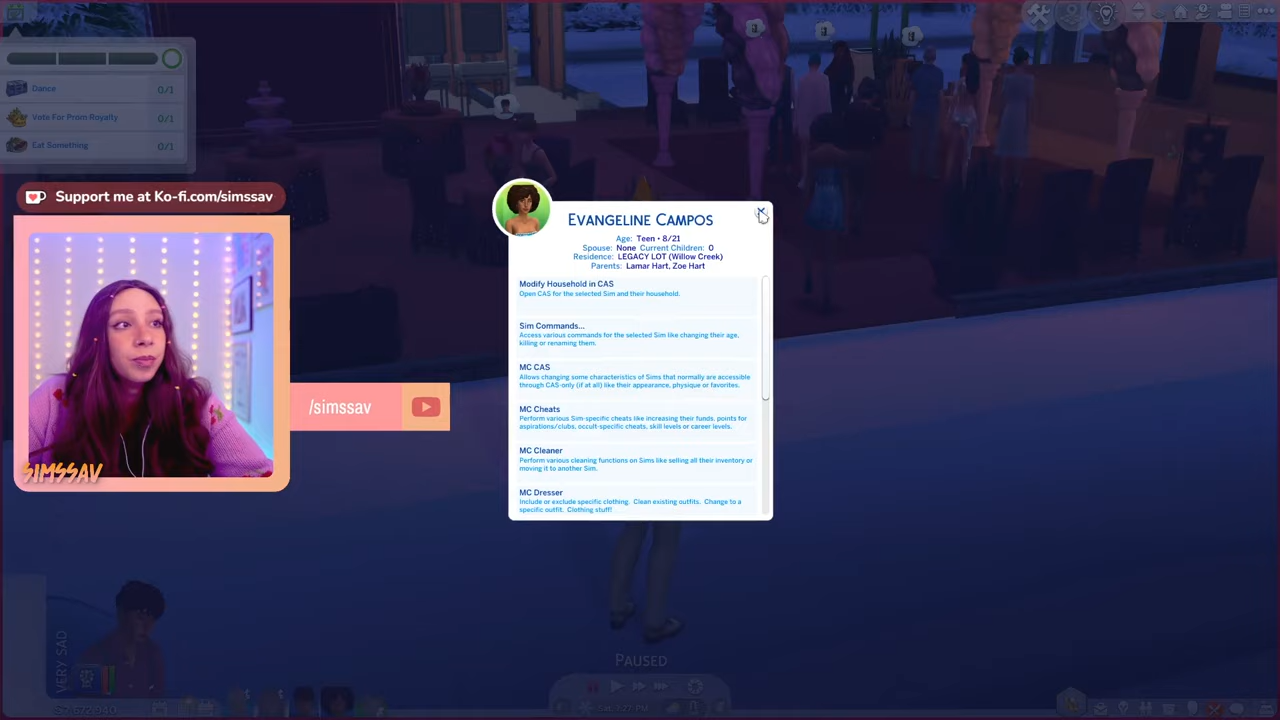 Dance 0/1
Vote For Prom Royalty 0/1
Eat Something 0/1
Support me at Ko-fi.com/simssav
/simssav
SIMSSAV
EVANGELINE CAMPOS
Age: Teen • 8/21
Spouse: None Current Children: 0
Residence: LEGACY LOT (Willow Creek)
Parents: Lamar Hart, Zoe Hart
Modify Household in CAS
Open CAS for the selected Sim and their household.
Sim Commands...
Access various commands for the selected Sim like changing their age,
killing or renaming them.
MC CAS
Allows changing some characteristics of Sims that normally are accessible
through CAS-only (if at all) like their appearance, physique or favorites.
MC Cheats
Perform various Sim-specific cheats like increasing their funds, points for
aspirations/clubs, occult-specific cheats, skill levels or career levels.
MC Cleaner
Perform various cleaning functions on Sims like selling all their inventory or
moving it to another Sim.
MC Dresser
Include or exclude specific clothing. Clean existing outfits. Change to a
specific outfit. Clothing stuff!
VERY SAD
PAUSED
Sat. 7:27 PM